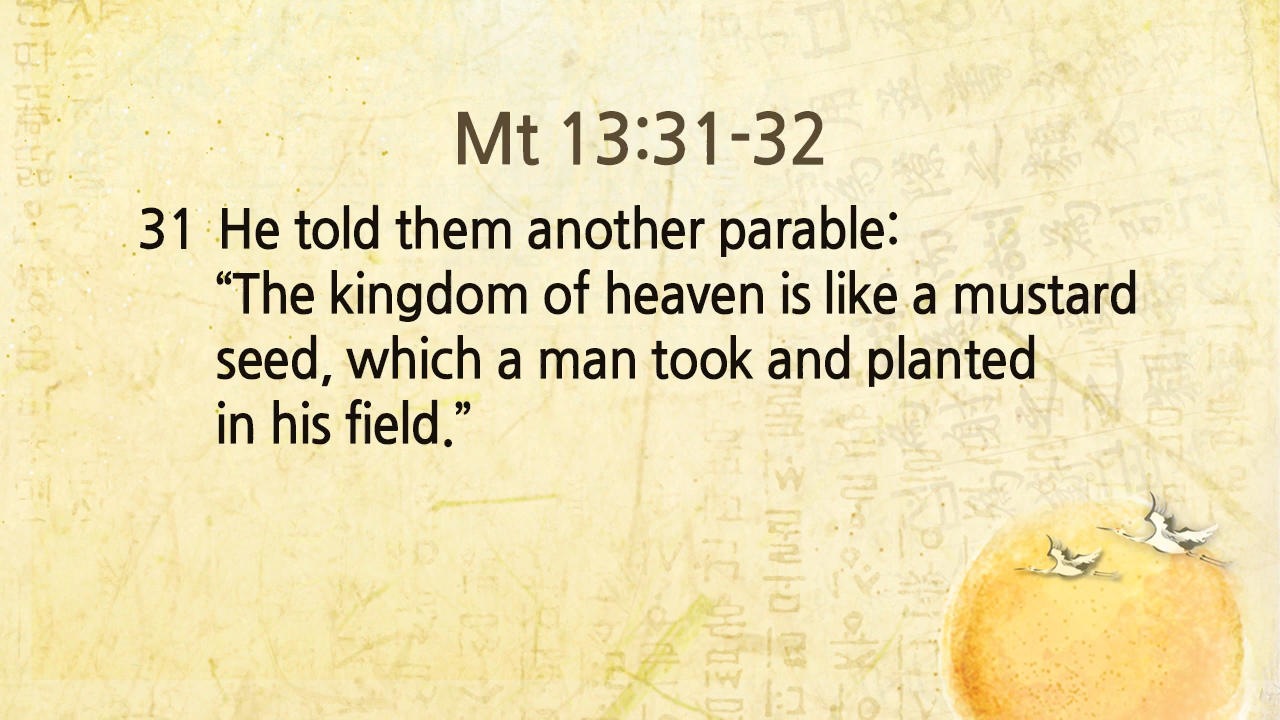 Mt 13:31-32
31 He told them another parable:
“The kingdom of heaven is like a mustard
seed, which a man took and planted
in his field.”